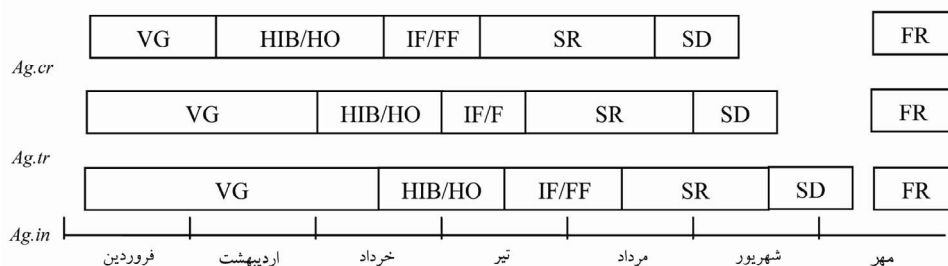 VG HIB/HO IF/FF SR SD FR
Ag.cr
VG HIB/HO IF/F SR SD FR
Ag.tr
VG HIB/HO IF/FF SR SD FR
Ag.in
فروردین اردیبهشت خرداد تیر مرداد شهریور مهر